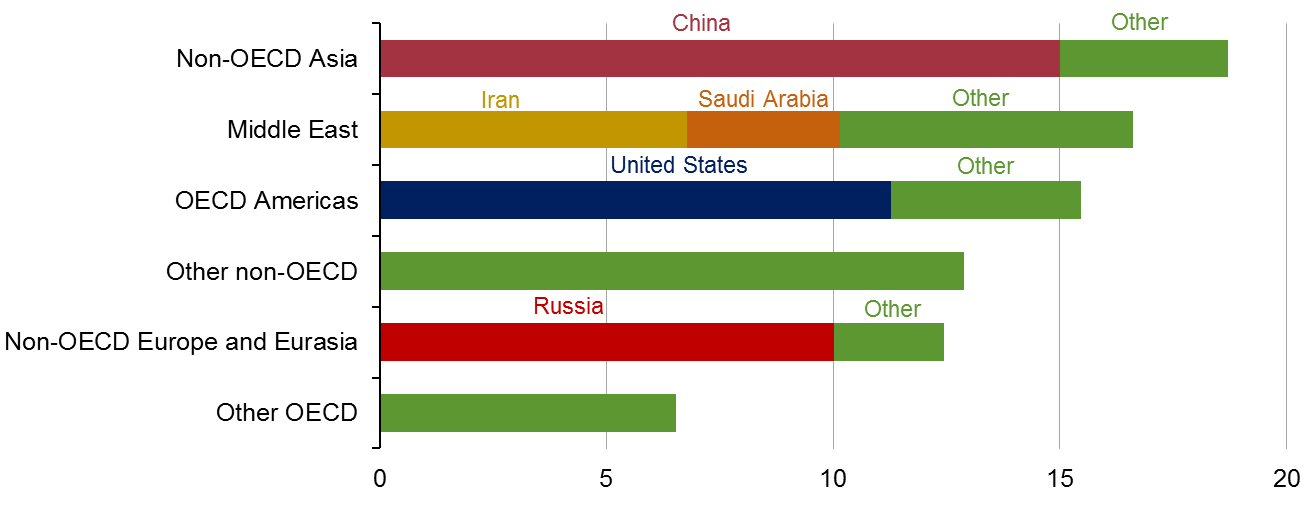 China Other
Non-OECD Asia
Iran Saudi Arabia Other
Middle East
United States Other
OECD Americas
Other non-OECD
Russia Other
Non-OECD Europe and Eurasia
Other OECD
0 5 10 15 20